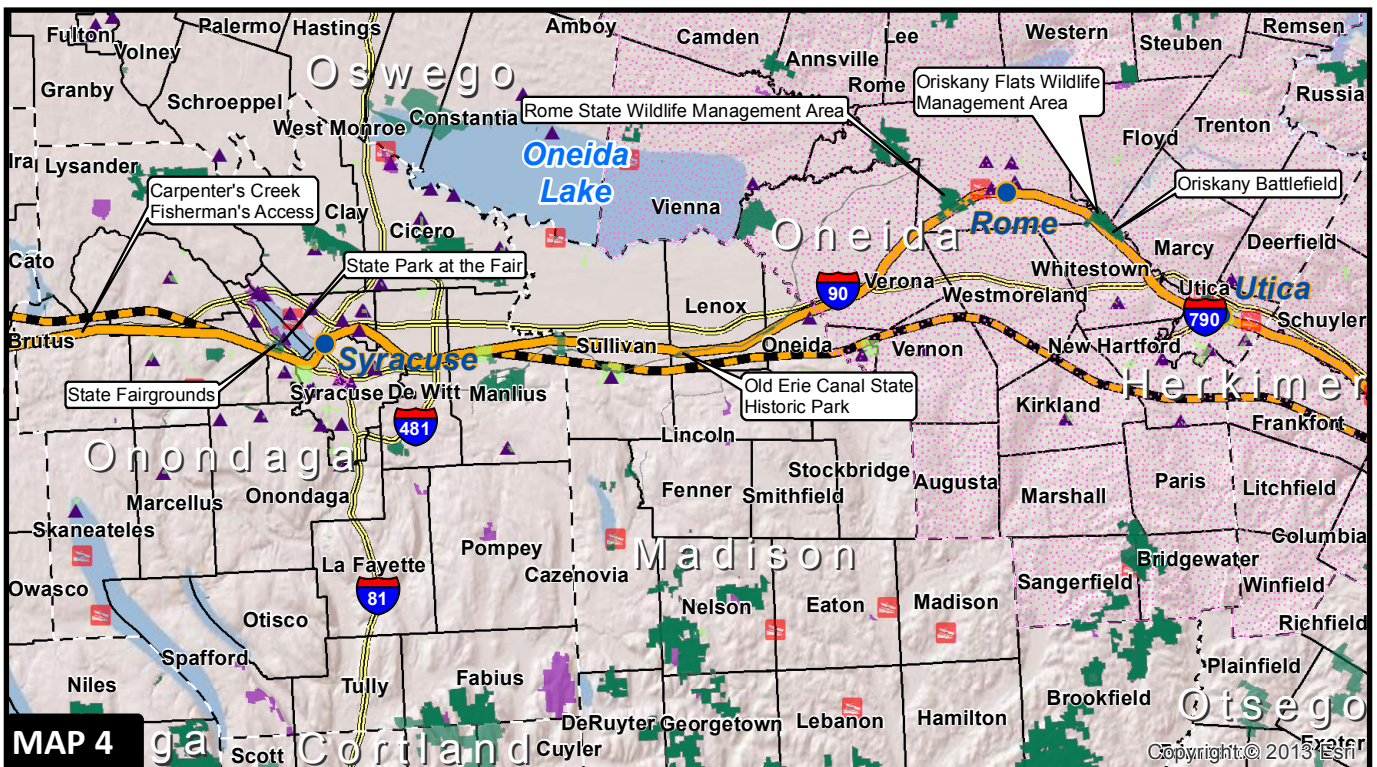 Fulton
Volney
Palermo
Hastings
Amboy
Camden
Lee
Western
Steuben
Remsen
Annsville
Rome
Russia
Granby
Schroeppel
Oswego
Constantia
West Monroe
Rome State Wildlife Management Area
Oriskany Flats Wildlife
Management Area
Floyd
Trenton
Ira
Lysander
Oneida
Lake
Carpenter's Creek
Fisherman's Access
Clay
Cicero
Vienna
Oriskany Battlefield
Oneida
Rome
Marcy
Deerfield
Cato
State Park at the Fair
Verona
Whitestown
Westmoreland
Utica
Utica
90
790
Lenox
Schuyler
Brutus
Syracuse
Sullivan
Oneida
Vernon
New Hartford
State Fairgrounds
Syracuse
De Witt
Manlius
Old Erie Canal State
Historic Park
Herkimer
Kirkland
481
Frankfort
Lincoln
Onondaga
Stockbridge
Fenner
Smithfield
Augusta
Marshall
Paris
Litchfield
Marcellus
Onondaga
Skaneateles
Pompey
Madison
Columbia
Bridgewater
La Fayette
Cazenovia
Sangerfield
Winfield
Owasco
81
Nelson
Eaton
Madison
Otisco
Richfield
Spafford
Plainfield
Niles
Tully
Fabius
Brookfield
Otsego
DeRuyter
Georgetown
Lebanon
Hamilton
MAP 4
ga
Scott
Cortland
Cuyler
Exeter
Copyright:© 2013 Esri